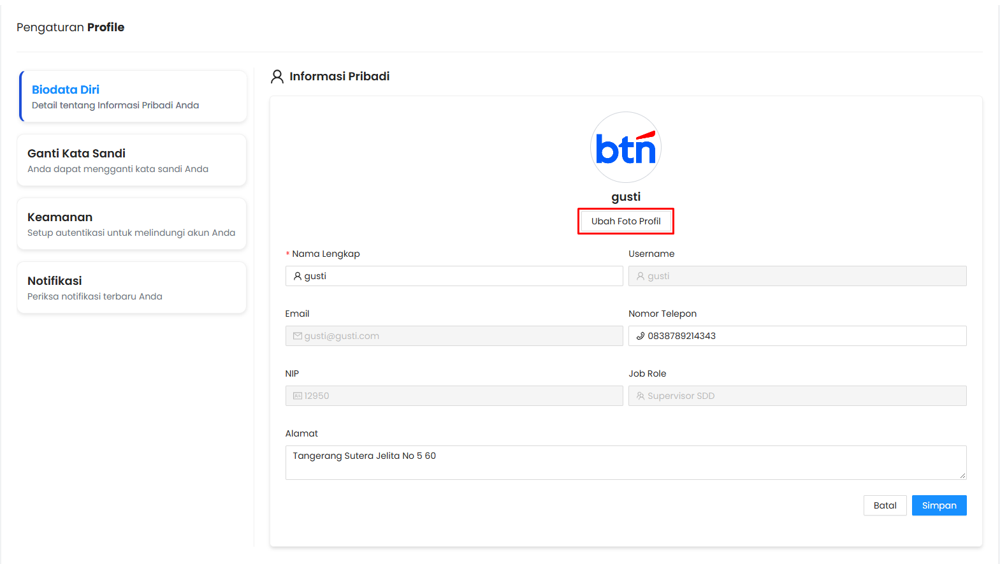 Pengaturan Profile
Biodata Diri
Detail tentang Informasi Pribadi Anda
Ganti Kata Sandi
Anda dapat mengganti kata sandi Anda
Keamanan
Setup autentikasi untuk melindungi akun Anda
Notifikasi
Periksa notifikasi terbaru Anda
Informasi Pribadi
btn
gusti
Ubah Foto Profil
* Nama Lengkap
gusti
Username
gusti
Email
gusti@gusti.com
Nomor Telepon
0838789214343
NIP
12950
Job Role
Supervisor SDD
Alamat
Tangerang Sutera Jelita No 5 60
Batal
Simpan